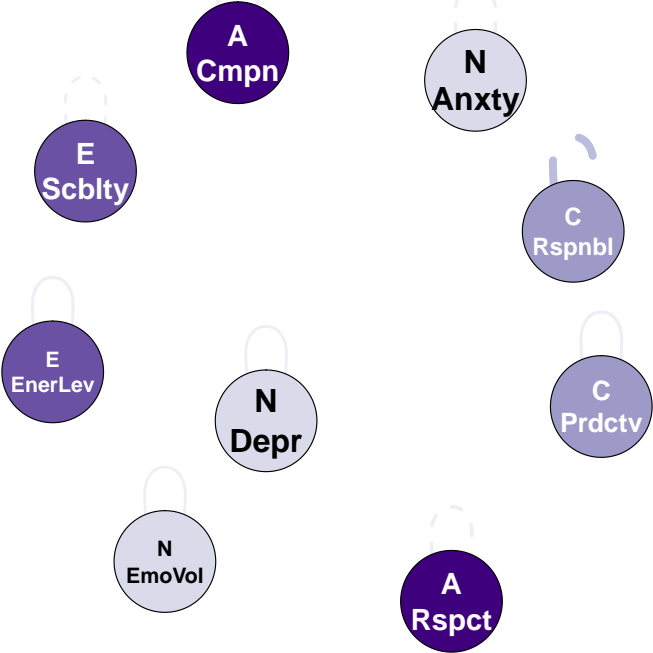 A
Cmpn
N
Anxty
E
Scblty
C
Rspnbl
E
EnerLev
N
Depr
C
Prdctv
N
EmoVol
A
Rspct